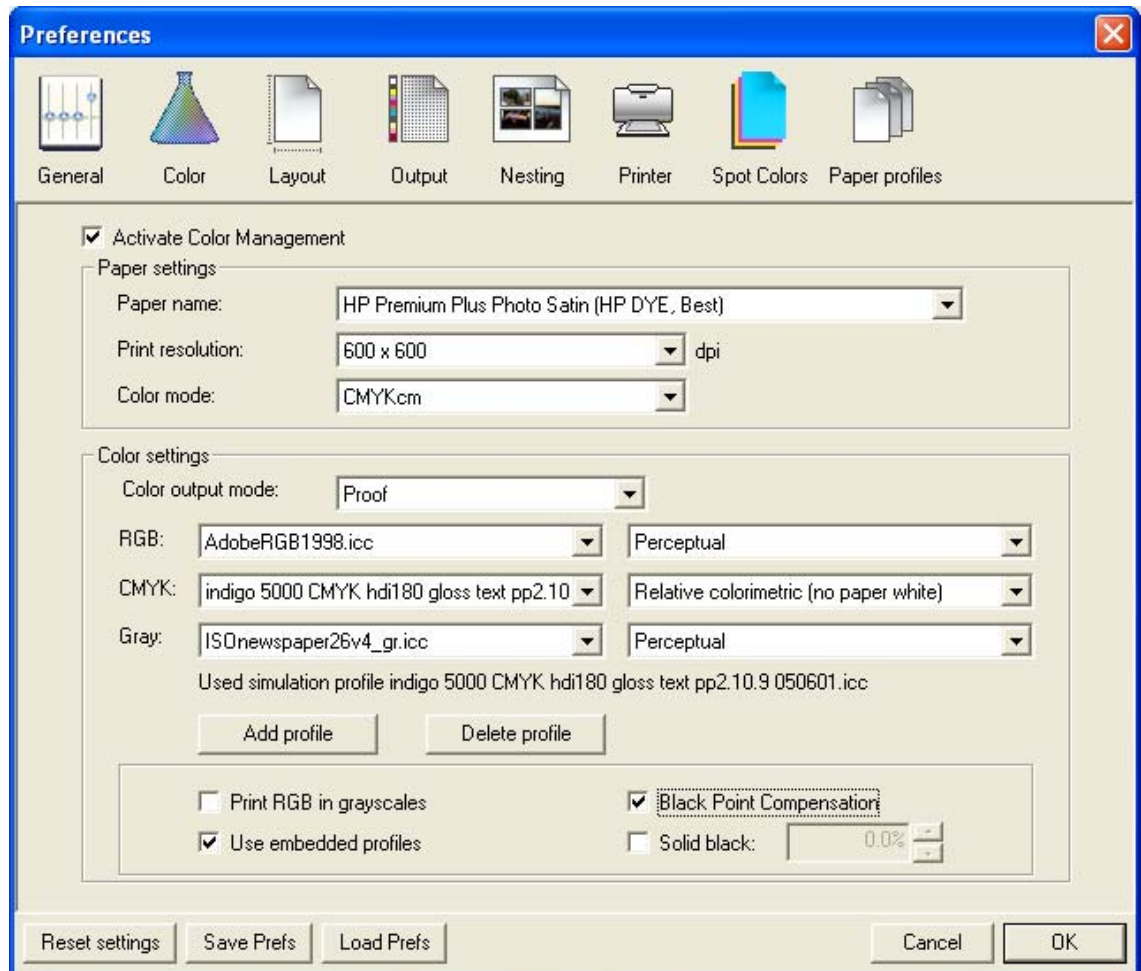 Preferences
General Color Layout Output Nesting Printer Spot Colors Paper profiles
Activate Color Management
Paper settings
Paper name: HP Premium Plus Photo Satin (HP DYE, Best)
Print resolution: 600 x 600 dpi
Color mode: CMYKcm
Color settings
Color output mode: Proof
RGB: AdobeRGB1998.icc Perceptual
CMYK: indigo 5000 CMYK hdi180 gloss text pp2.10 Relative colorimetric (no paper white)
Gray: ISOnewspaper26v4_gr.icc Perceptual
Used simulation profile indigo 5000 CMYK hdi180 gloss text pp2.10.9 050601.icc
Add profile Delete profile
Print RGB in grayscales Black Point Compensation
Use embedded profiles Solid black: 0.0%
Reset settings Save Prefs Load Prefs Cancel OK